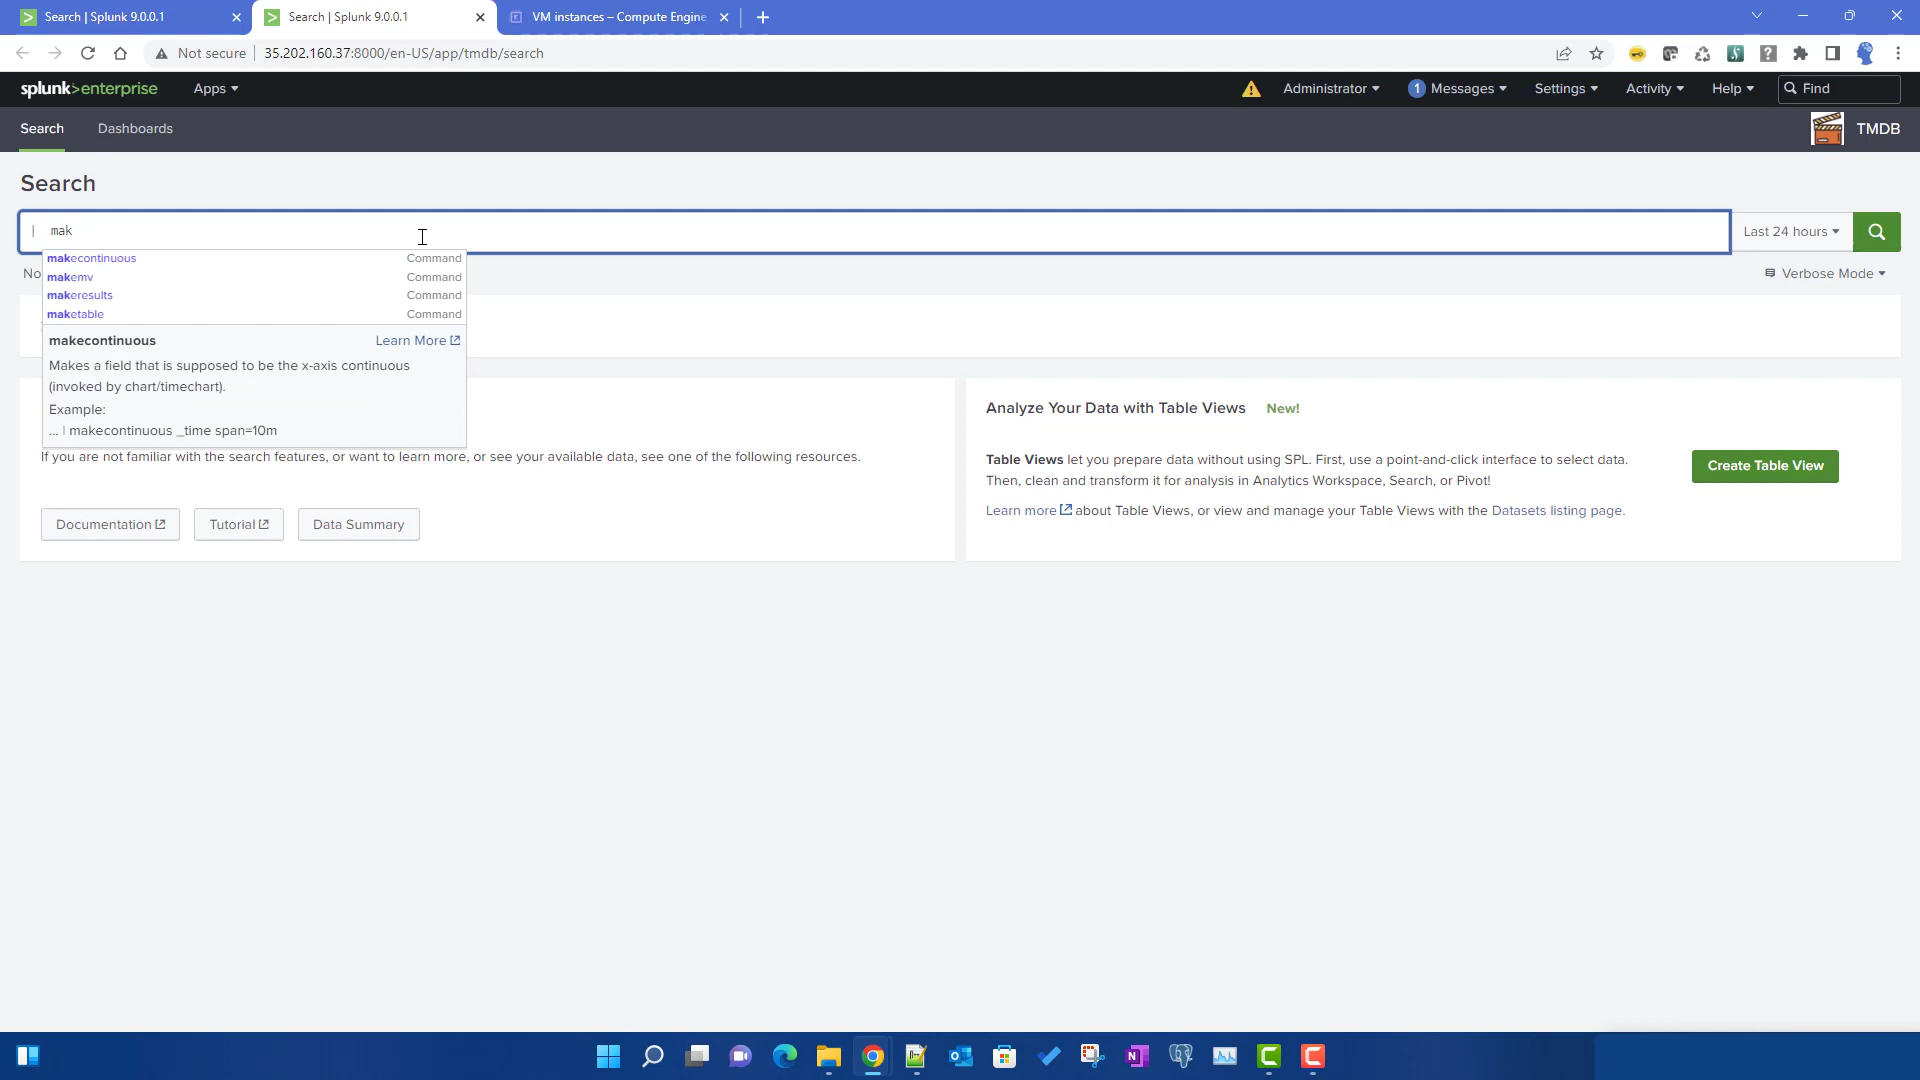 Search | Splunk 9.0.0.1
Search | Splunk 9.0.0.1
VM instances – Compute Engine
Not secure
35.202.160.37:8000/en-US/app/tmdb/search
splunk>enterprise
Apps
Administrator
1 Messages
Settings
Activity
Help
Find
Search
Dashboards
TMDB
Search
| mak
Last 24 hours
No
Verbose Mode
makecontinuous Command
makemv Command
makeresults Command
maketable Command
makecontinuous
Learn More
Makes a field that is supposed to be the x-axis continuous
(invoked by chart/timechart).
Example:
... | makecontinuous _time span=10m
If you are not familiar with the search features, or want to learn more, or see your available data, see one of the following resources.
Documentation
Tutorial
Data Summary
Analyze Your Data with Table Views New!
Table Views let you prepare data without using SPL. First, use a point-and-click interface to select data.
Then, clean and transform it for analysis in Analytics Workspace, Search, or Pivot!
Create Table View
Learn more about Table Views, or view and manage your Table Views with the Datasets listing page.